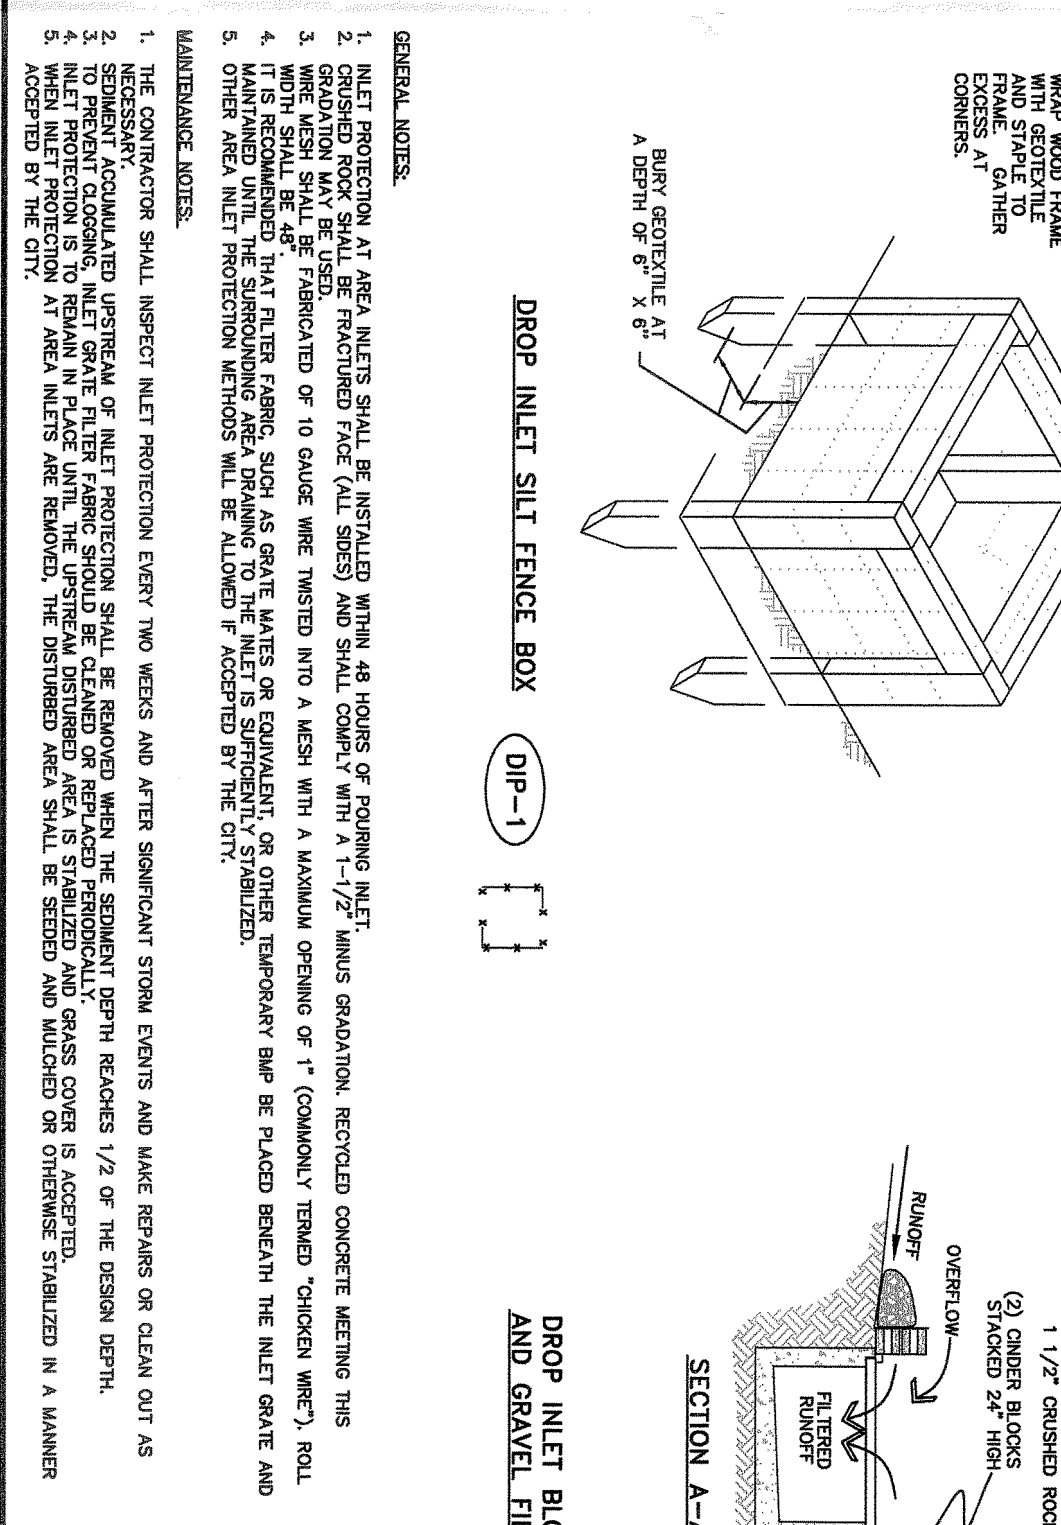 WRAP WOOD FRAME
WITH GEOTEXTILE
AND STAPLE TO
FRAME. GATHER
EXCESS AT
CORNERS.
BURY GEOTEXTILE AT
A DEPTH OF 6" X 6"
DROP INLET SILT FENCE BOX
DIP-1
1 1/2" CRUSHED ROCK
(2) CINDER BLOCKS
STACKED 24" HIGH
OVERFLOW
RUNOFF
FILTERED
RUNOFF
SECTION A-A
DROP INLET
AND GRAVEL
GENERAL NOTES:
1. INLET PROTECTION AT AREA INLETS SHALL BE INSTALLED WITHIN 48 HOURS OF POURING INLET.
2. CRUSHED ROCK SHALL BE FRACTURED FACE (ALL SIDES) AND SHALL COMPLY WITH A 1-1/2" MINUS GRADATION. RECYCLED CONCRETE MEETING THIS
GRADATION MAY BE USED.
3. WIRE MESH SHALL BE FABRICATED OF 10 GAUGE WIRE TWISTED INTO A MESH WITH A MAXIMUM OPENING OF 1" (COMMONLY TERMED "CHICKEN WIRE"). ROLL
WIDTH SHALL BE 48".
4. IT IS RECOMMENDED THAT FILTER FABRIC, SUCH AS GRATE MATES OR EQUIVALENT, OR OTHER TEMPORARY BMP BE PLACED BENEATH THE INLET GRATE AND
MAINTAINED UNTIL THE SURROUNDING AREA DRAINING TO THE INLET IS SUFFICIENTLY STABILIZED.
5. OTHER AREA INLET PROTECTION METHODS WILL BE ALLOWED IF ACCEPTED BY THE CITY.
MAINTENANCE NOTES:
1. THE CONTRACTOR SHALL INSPECT INLET PROTECTION EVERY TWO WEEKS AND AFTER SIGNIFICANT STORM EVENTS AND MAKE REPAIRS OR CLEAN OUT AS
NECESSARY.
2. SEDIMENT ACCUMULATED UPSTREAM OF INLET PROTECTION SHALL BE REMOVED WHEN THE SEDIMENT DEPTH REACHES 1/2 OF THE DESIGN DEPTH.
3. TO PREVENT CLOGGING, INLET GRATE FILTER FABRIC SHOULD BE CLEANED OR REPLACED PERIODICALLY.
4. INLET PROTECTION IS TO REMAIN IN PLACE UNTIL THE UPSTREAM DISTURBED AREA IS STABILIZED AND GRASS COVER IS ACCEPTED.
5. WHEN INLET PROTECTION AT AREA INLETS ARE REMOVED, THE DISTURBED AREA SHALL BE SEEDED AND MULCHED OR OTHERWISE STABILIZED IN A MANNER
ACCEPTED BY THE CITY.